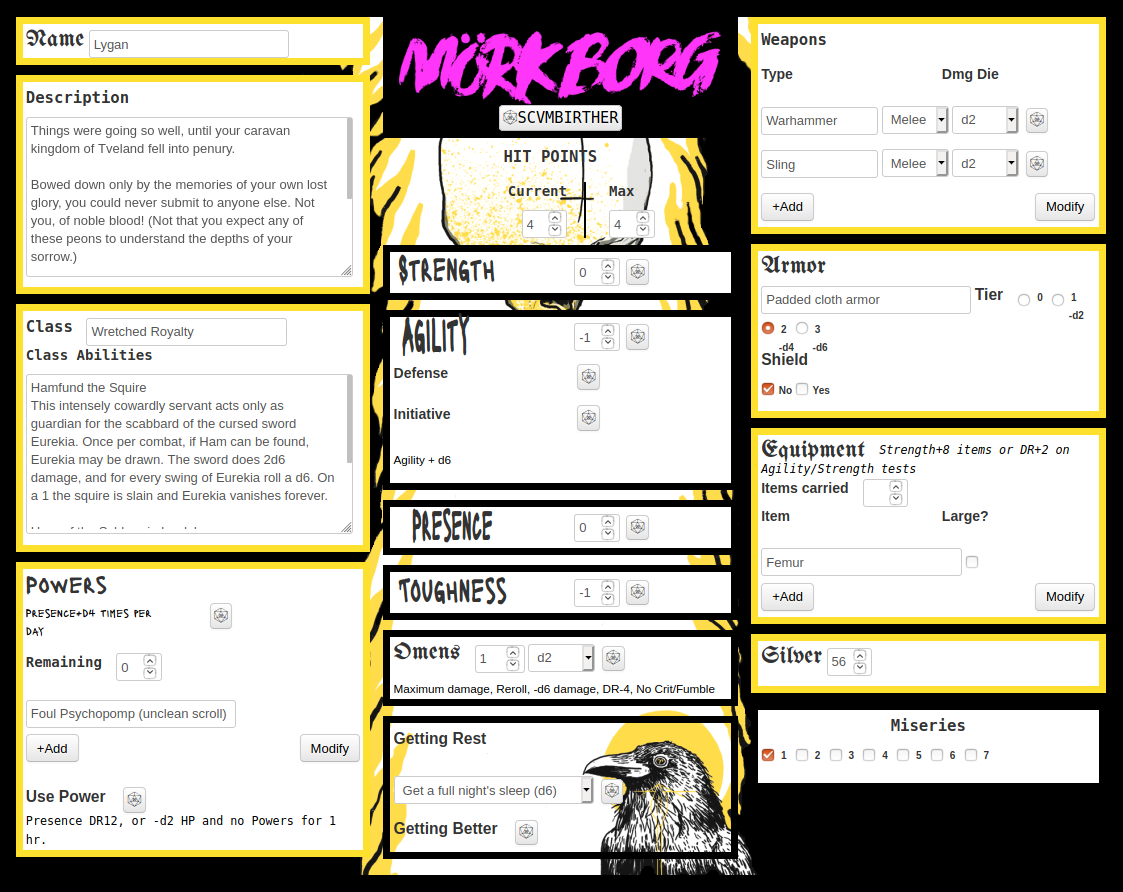 Name Lygan
Description
Things were going so well, until your caravan
kingdom of Tveland fell into penury.
Bowed down only by the memories of your own lost
glory, you could never submit to anyone else. Not
you, of noble blood! (Not that you expect any of
these peons to understand the depths of your
sorrow.)
Class Wretched Royalty
Class Abilities
Hamfund the Squire
This intensely cowardly servant acts only as
guardian for the scabbard of the cursed sword
Eurekia. Once per combat, if Ham can be found,
Eurekia may be drawn. The sword does 2d6
damage, and for every swing of Eurekia roll a d6. On
a 1 the squire is slain and Eurekia vanishes forever.
POWERS
PRESENCE+D4 TIMES PER
DAY
Remaining 0
Foul Psychopomp (unclean scroll)
+Add Modify
Use Power
Presence DR12, or -d2 HP and no Powers for 1
hr.
MÖRK BORG
SCVMBIRTHER
HIT POINTS
Current Max
4 4
STRENGTH 0
AGILITY -1
Defense
Initiative
Agility + d6
PRESENCE 0
TOUGHNESS -1
Omens 1 d2
Maximum damage, Reroll, -d6 damage, DR-4, No Crit/Fumble
Getting Rest
Get a full night's sleep (d6)
Getting Better
Weapons
Type Dmg Die
Warhammer Melee d2
Sling Melee d2
+Add Modify
Armor
Padded cloth armor Tier 0 1
-d2
2 3
-d4 -d6
Shield
No Yes
Equipment Strength+8 items or DR+2 on
Agility/Strength tests
Items carried
Item Large?
Femur
+Add Modify
Silver 56
Miseries
1 2 3 4 5 6 7